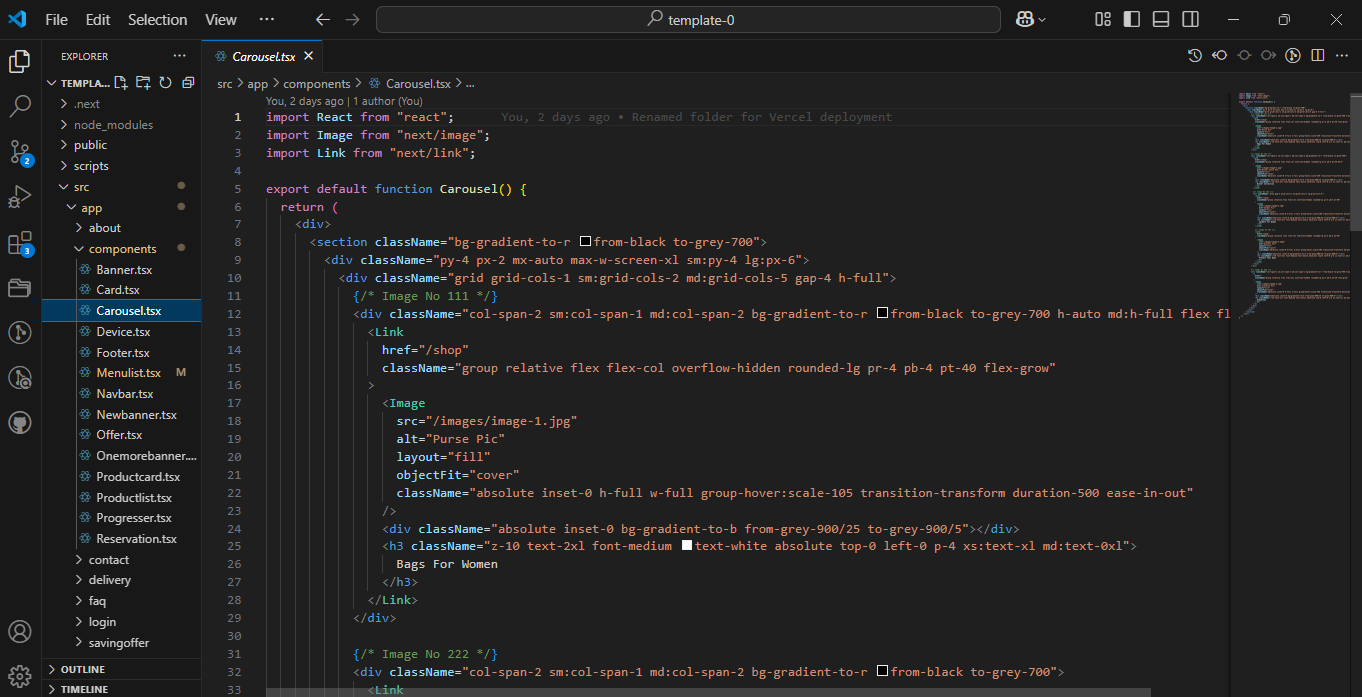 File Edit Selection View ··· template-0
EXPLORER ···
TEMPLA...
.next
node_modules
public
scripts
src
app
about
components
Banner.tsx
Card.tsx
Carousel.tsx
Device.tsx
Footer.tsx
Menulist.tsx M
Navbar.tsx
Newbanner.tsx
Offer.tsx
Onemorebanner....
Productcard.tsx
Productlist.tsx
Progresser.tsx
Reservation.tsx
contact
delivery
faq
login
savingoffer
OUTLINE
TIMELINE
2
3
Carousel.tsx
src > app > components > Carousel.tsx > ...
You, 2 days ago | 1 author (You)
1 import React from "react"; You, 2 days ago • Renamed folder for Vercel deployment
2 import Image from "next/image";
3 import Link from "next/link";
4
5 export default function Carousel() {
6 return (
7 <div>
8 <section className="bg-gradient-to-r from-black to-grey-700">
9 <div className="py-4 px-2 mx-auto max-w-screen-xl sm:py-4 lg:px-6">
10 <div className="grid grid-cols-1 sm:grid-cols-2 md:grid-cols-5 gap-4 h-full">
11 {/* Image No 111 */}
12 <div className="col-span-2 sm:col-span-1 md:col-span-2 bg-gradient-to-r from-black to-grey-700 h-auto md:h-full flex fl
13 <Link
14 href="/shop"
15 className="group relative flex flex-col overflow-hidden rounded-lg pr-4 pb-4 pt-40 flex-grow"
16 >
17 <Image
18 src="/images/image-1.jpg"
19 alt="Purse Pic"
20 layout="fill"
21 objectFit="cover"
22 className="absolute inset-0 h-full w-full group-hover:scale-105 transition-transform duration-500 ease-in-out"
23 />
24 <div className="absolute inset-0 bg-gradient-to-b from-grey-900/25 to-grey-900/5"></div>
25 <h3 className="z-10 text-2xl font-medium text-white absolute top-0 left-0 p-4 xs:text-xl md:text-0xl">
26 Bags For Women
27 </h3>
28 </Link>
29 </div>
30
31 {/* Image No 222 */}
32 <div className="col-span-2 sm:col-span-1 md:col-span-2 bg-gradient-to-r from-black to-grey-700">
33 <Link